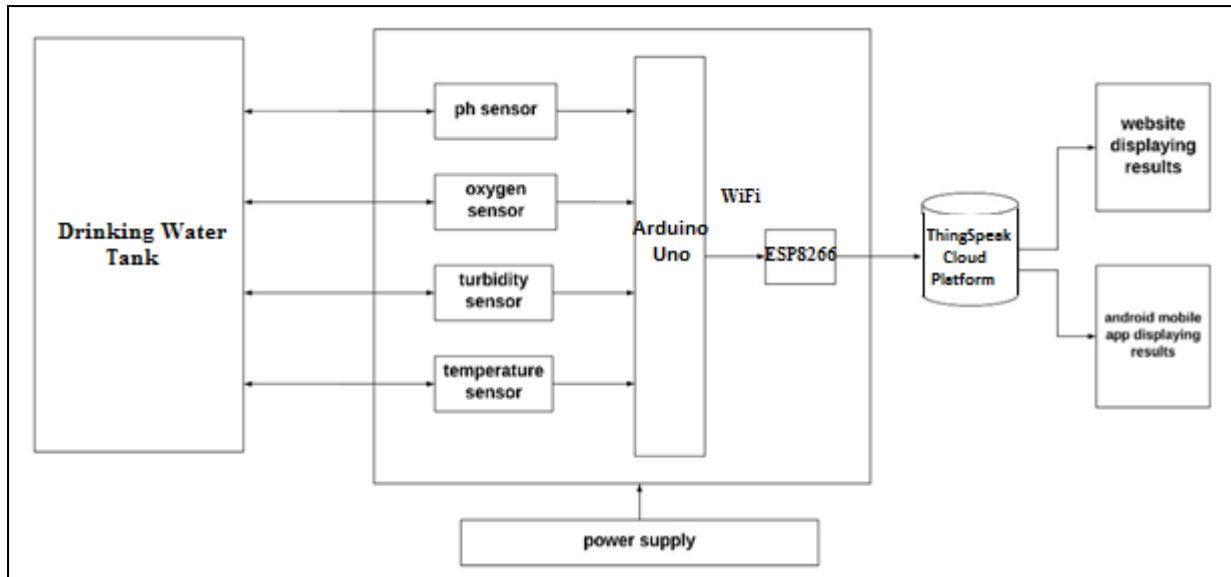 Drinking Water
Tank
ph sensor
oxygen
sensor
turbidity
sensor
temperature
sensor
Arduino
Uno
WiFi
ESP8266
ThingSpeak
Cloud
Platform
website
displaying
results
android mobile
app displaying
results
power supply